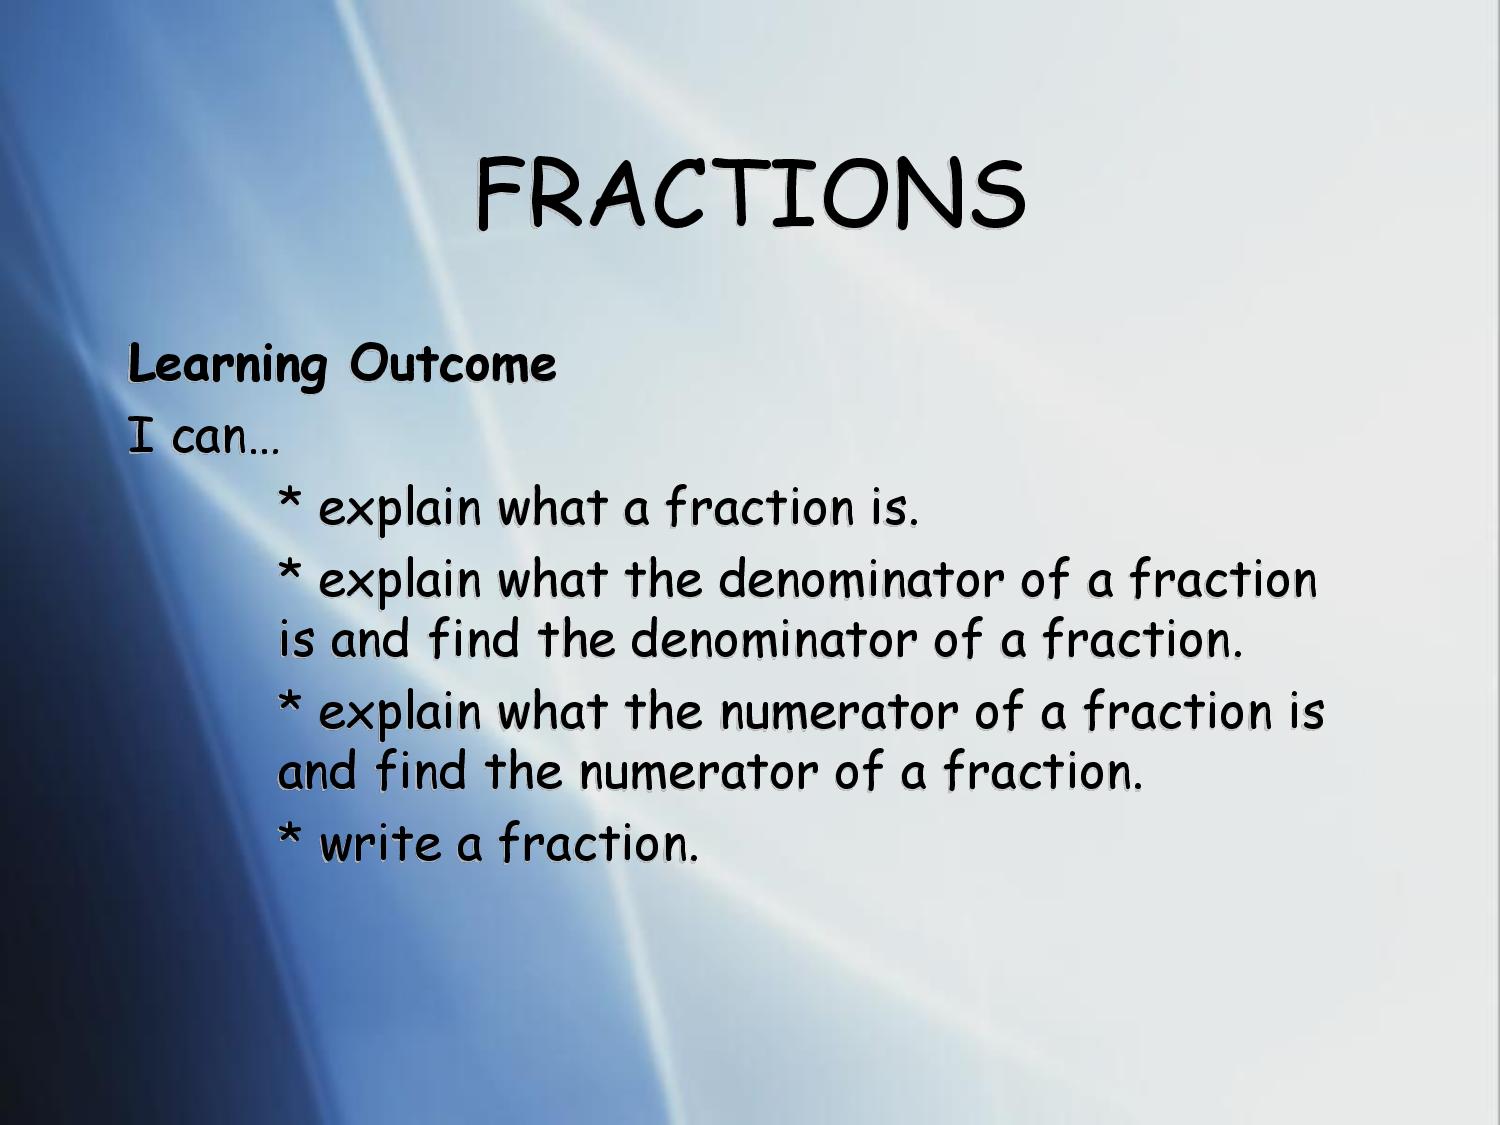 FRACTIONS
Learning Outcome
I can…
* explain what a fraction is.
* explain what the denominator of a fraction
is and find the denominator of a fraction.
* explain what the numerator of a fraction is
and find the numerator of a fraction.
* write a fraction.